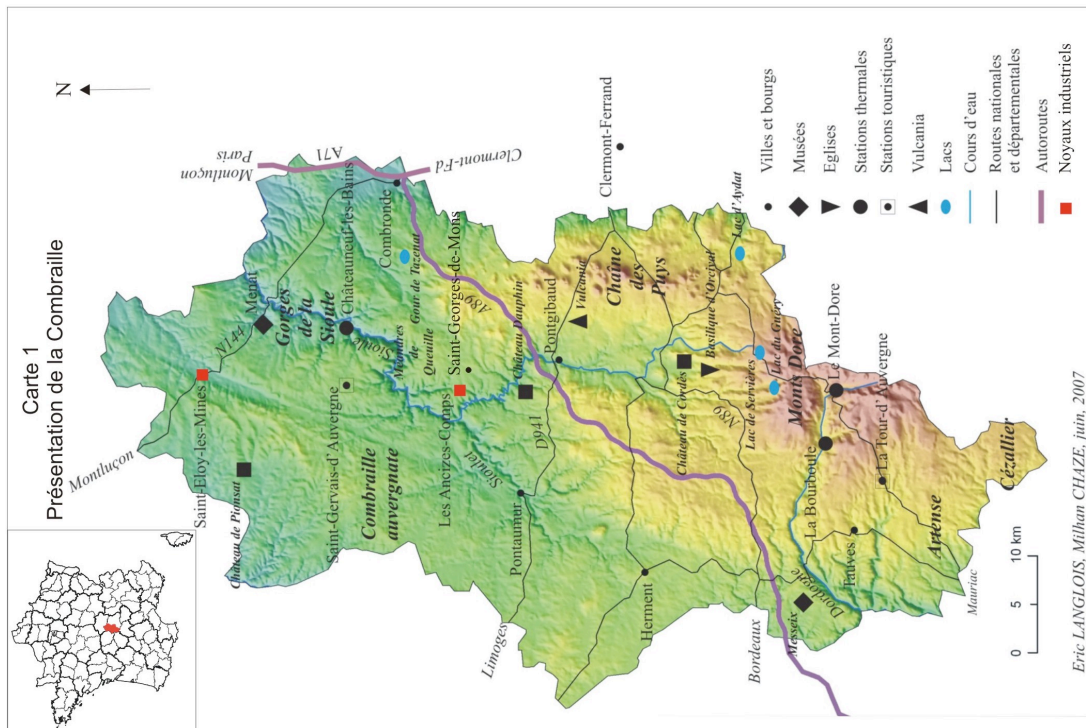 Carte 1
Présentation de la Combraille
N
Montluçon
Paris
Montluçon
A71
Clermont-Fd
N144
Menat
Saint-Eloy-les-Mines
Château de Piansat
Gorges
de la
Sioule
Châteauneuf-les-Bains
Combronde
Sioule
Saint-Gervais-d'Auvergne
Combraille
auvergnate
Gour de Tazenat
Méandres
de
Queuille
Saint-Georges-de-Mons
Les Ancizes-Comps
A89
Château Dauphin
Sioulet
D941
Pontaumur
Limoges
Pontgibaud
Vulcania
Clermont-Ferrand
Chaîne
des
Puys
Herment
Château de Cordès
Basilique d'Orcival
Lac d'Aydat
N89
Lac de Servières
Lac du Guéry
Monts Dore
Le Mont-Dore
Bordeaux
Messeix
Dordogne
La Bourboule
La Tour-d'Auvergne
Tauves
Artense
Cézallier
Mauriac
0 5 10 km
Villes et bourgs
Musées
Eglises
Stations thermales
Stations touristiques
Vulcania
Lacs
Cours d'eau
Routes nationales
et départementales
Autoroutes
Noyaux industriels
Eric LANGLOIS, Milhan CHAZE, juin, 2007